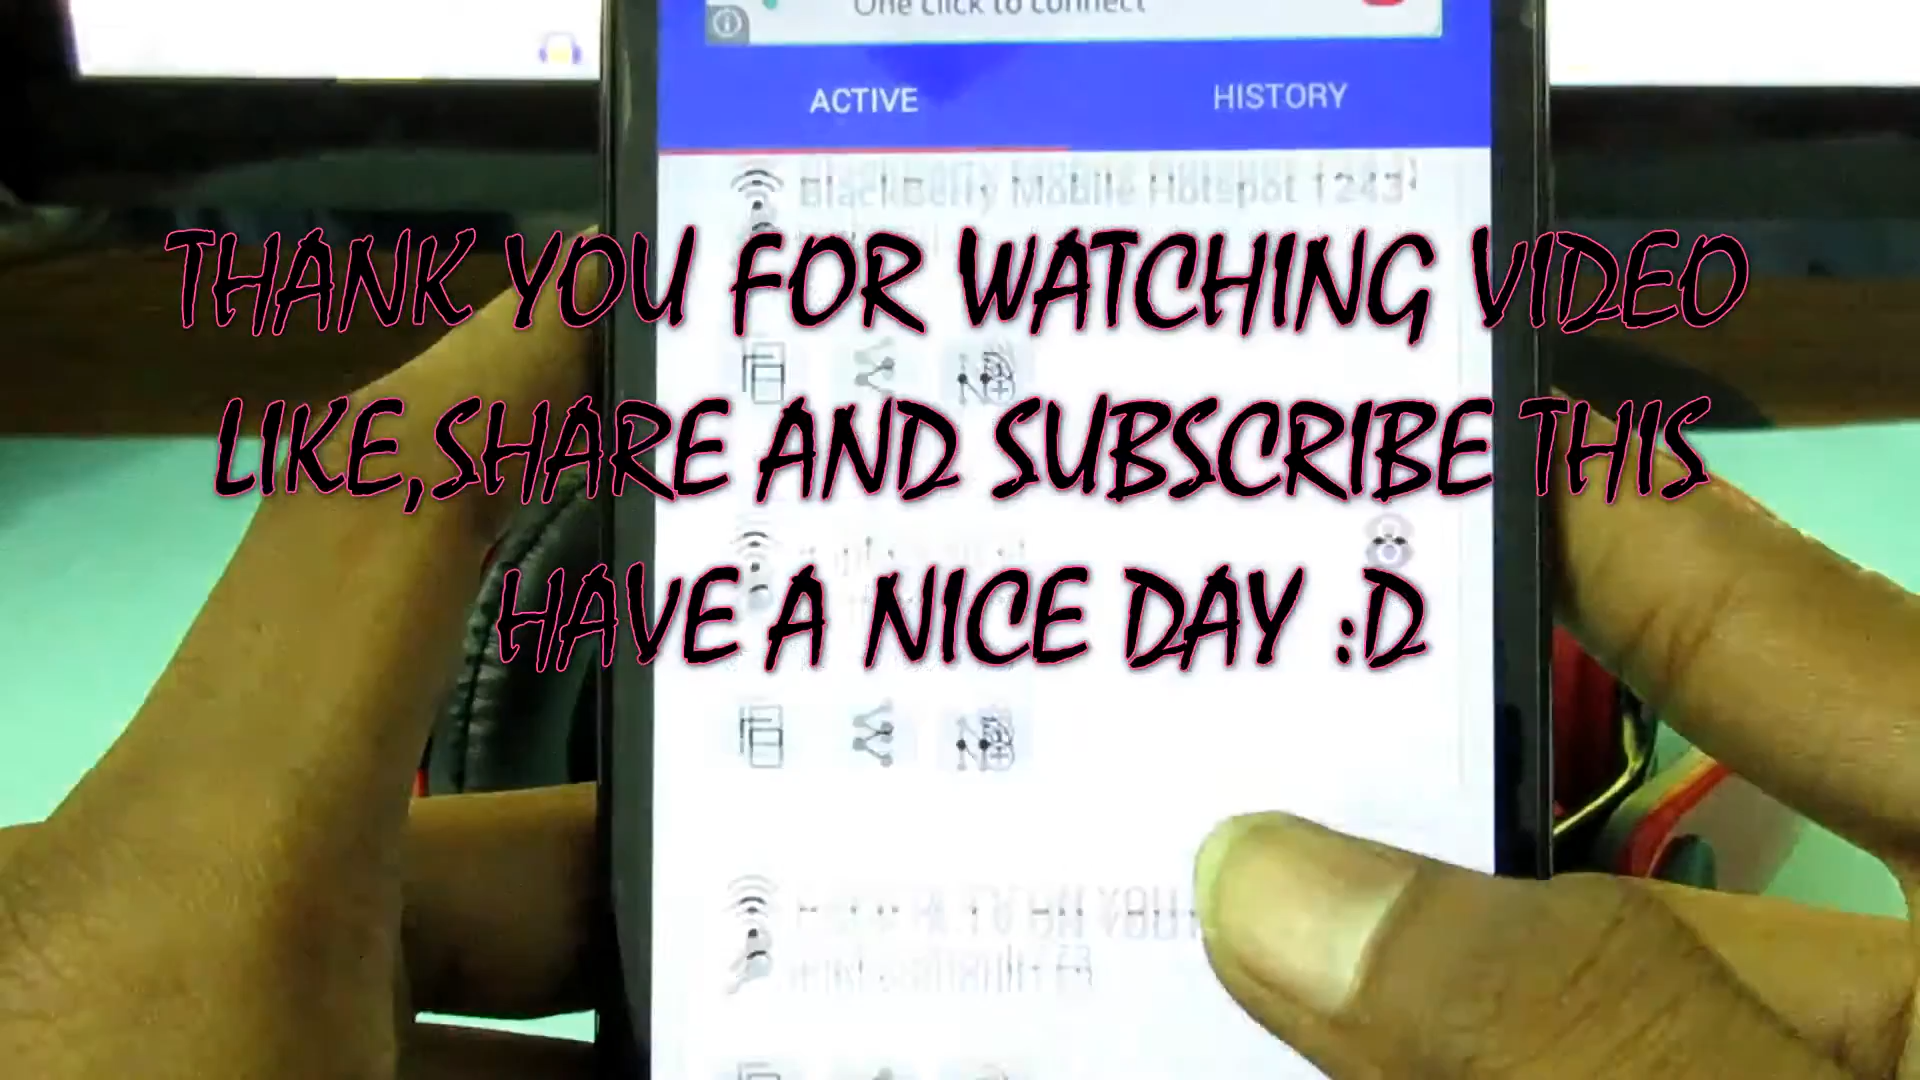 One click to connect
ACTIVE
HISTORY
BlackBerry Mobile Hotspot 1243
THANK YOU FOR WATCHING VIDEO
LIKE,SHARE AND SUBSCRIBE THIS
HAVE A NICE DAY :D